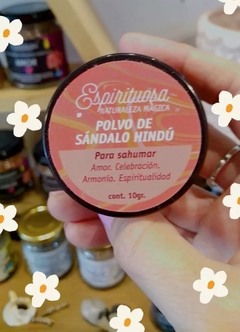 Espirituosa
NATURALEZA MÁGICA
POLVO DE
SÁNDALO HINDÚ
Para sahumar
Amor, Celebración,
Armonía, Espiritualidad
cont. 10gr.